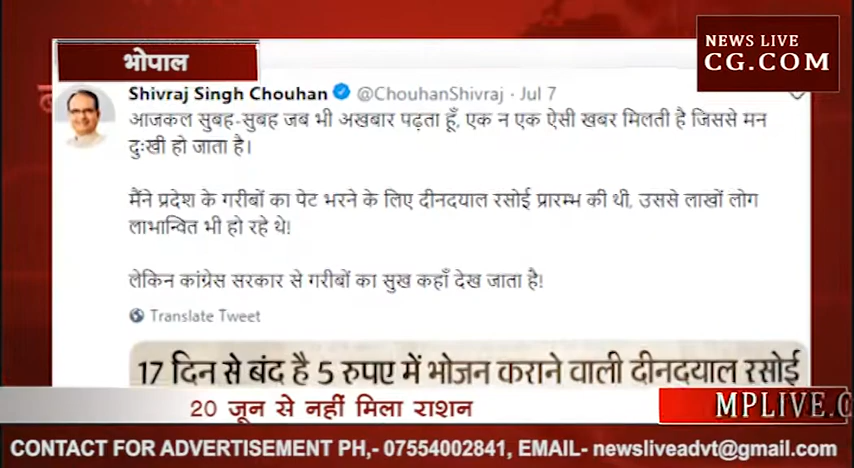 NEWS LIVE
CG.COM
भोपाल
Shivraj Singh Chouhan @ChouhanShivraj · Jul 7
आजकल सुबह-सुबह जब भी अखबार पढ़ता हूँ, एक न एक ऐसी खबर मिलती है जिससे मन
दुःखी हो जाता है।
मैंने प्रदेश के गरीबों का पेट भरने के लिए दीनदयाल रसोई प्रारम्भ की थी, उससे लाखों लोग
लाभान्वित भी हो रहे थे!
लेकिन कांग्रेस सरकार से गरीबों का सुख कहाँ देख जाता है!
Translate Tweet
17 दिन से बंद है 5 रुपए में भोजन कराने वाली दीनदयाल रसोई
20 जून से नहीं मिला राशन
MPLIVE.C
CONTACT FOR ADVERTISEMENT PH,- 07554002841, EMAIL- newsliveadvt@gmail.com